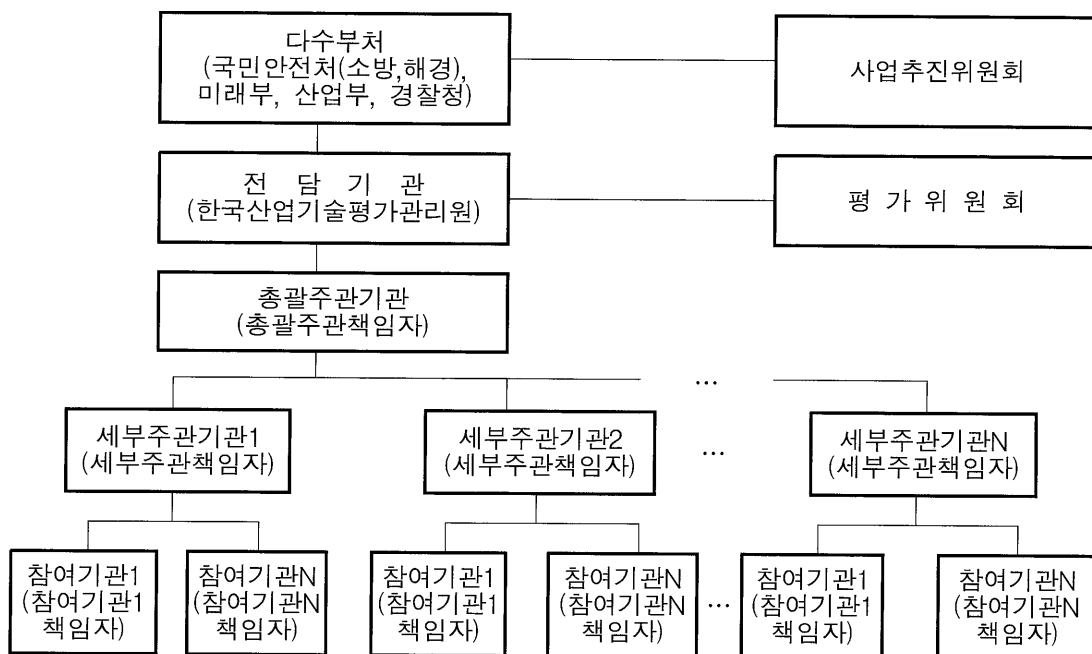 다수부처
(국민안전처(소방,해경),
미래부, 산업부, 경찰청)
사업추진위원회
전 담 기 관
(한국산업기술평가관리원)
평 가 위 원 회
총괄주관기관
(총괄주관책임자)
...
세부주관기관1
(세부주관책임자)
세부주관기관2
(세부주관책임자)
...
세부주관기관N
(세부주관책임자)
참여기관1
(참여기관1
책임자)
참여기관N
(참여기관N
책임자)
참여기관1
(참여기관1
책임자)
참여기관N
(참여기관N
책임자)
...
참여기관1
(참여기관1
책임자)
참여기관N
(참여기관N
책임자)